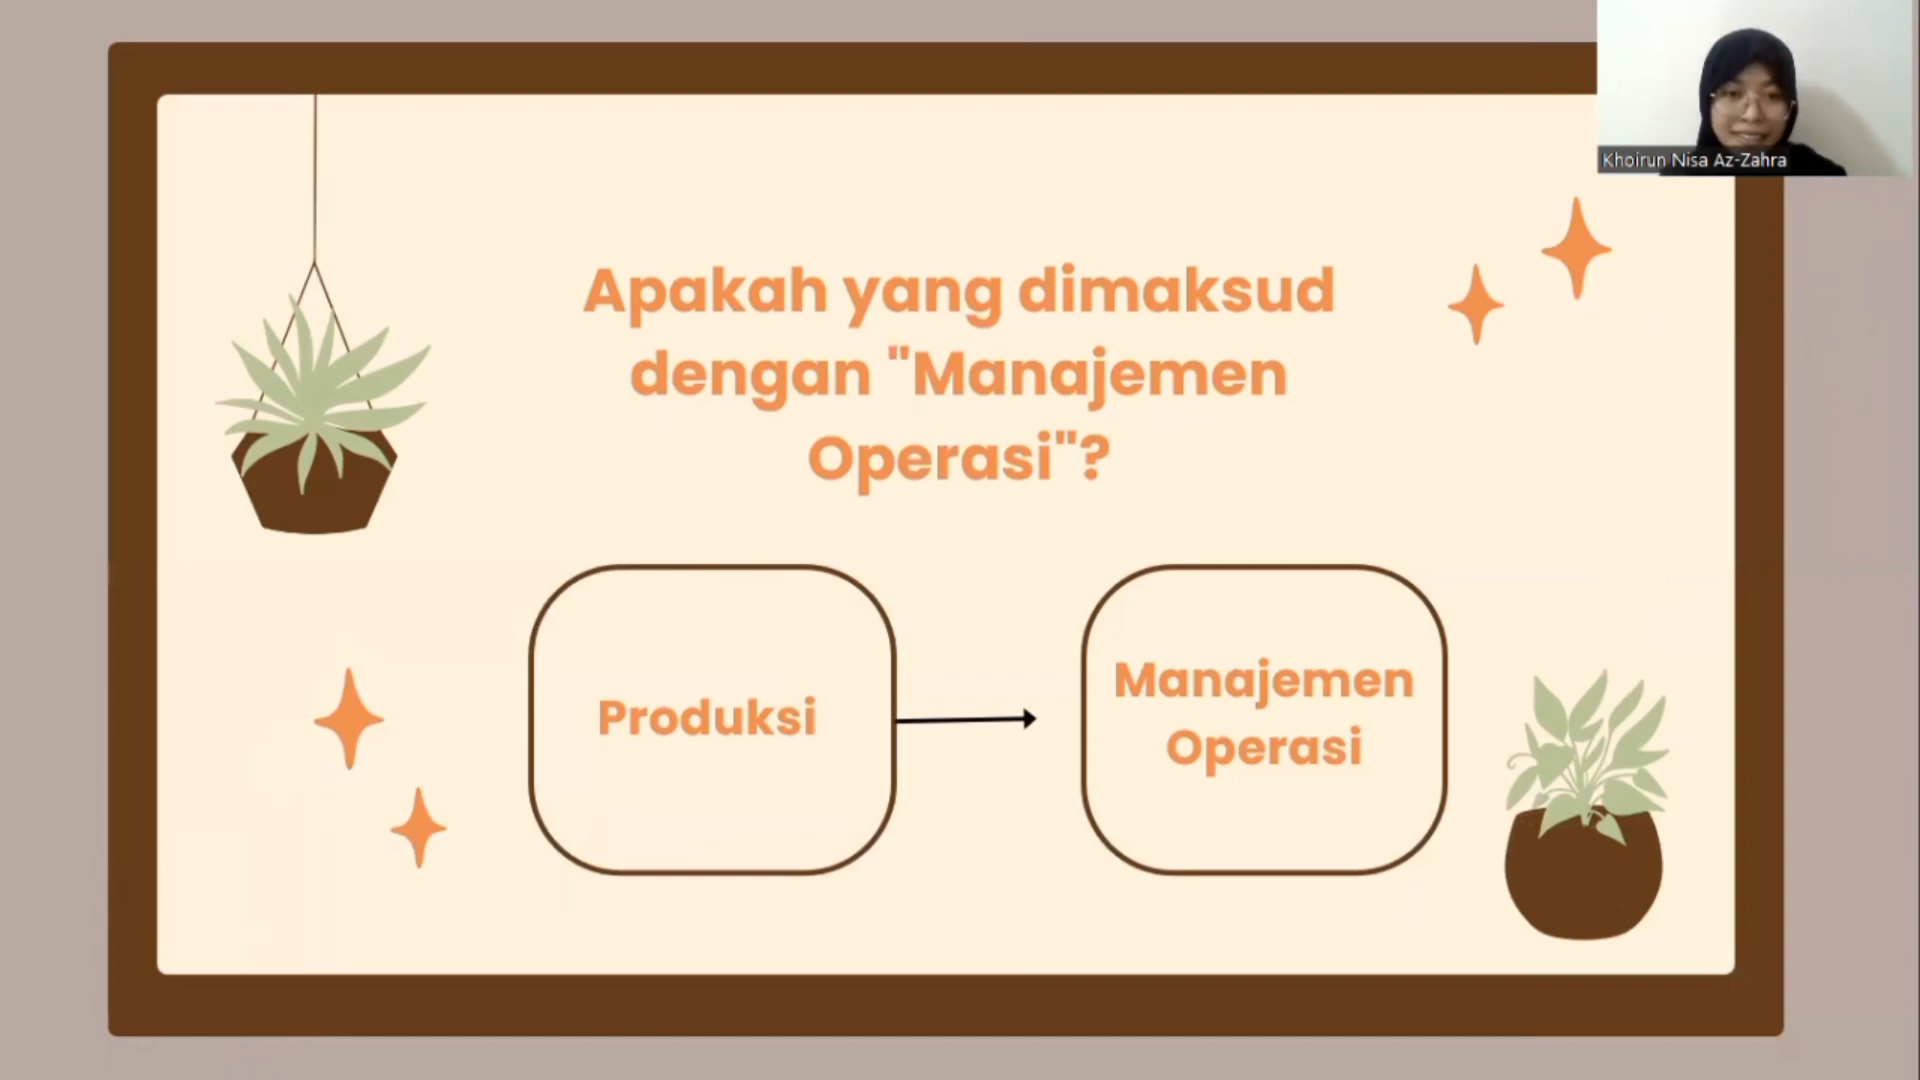 Khoirun Nisa Az-Zahra
Apakah yang dimaksud
dengan "Manajemen
Operasi"?
Produksi
Manajemen
Operasi